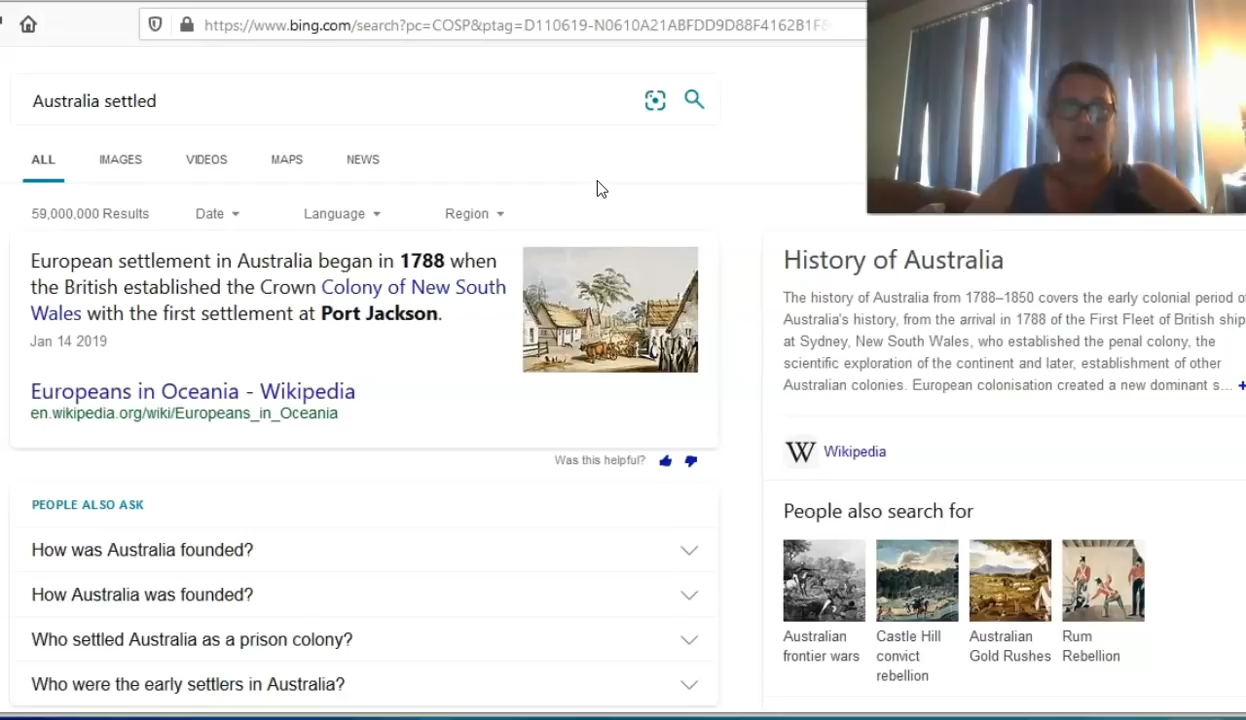 https://www.bing.com/search?pc=COSP&ptag=D110619-N0610A21ABFDD9D88F4162B1F8
Australia settled
ALL IMAGES VIDEOS MAPS NEWS
59,000,000 Results Date Language Region
European settlement in Australia began in 1788 when
the British established the Crown Colony of New South
Wales with the first settlement at Port Jackson.
Jan 14 2019
Europeans in Oceania - Wikipedia
en.wikipedia.org/wiki/Europeans_in_Oceania
Was this helpful?
PEOPLE ALSO ASK
How was Australia founded?
How Australia was founded?
Who settled Australia as a prison colony?
Who were the early settlers in Australia?
History of Australia
The history of Australia from 1788–1850 covers the early colonial period of
Australia's history, from the arrival in 1788 of the First Fleet of British ship
at Sydney, New South Wales, who established the penal colony, the
scientific exploration of the continent and later, establishment of other
Australian colonies. European colonisation created a new dominant s... +
W Wikipedia
People also search for
Australian
frontier wars
Castle Hill
convict
rebellion
Australian
Gold Rushes
Rum
Rebellion